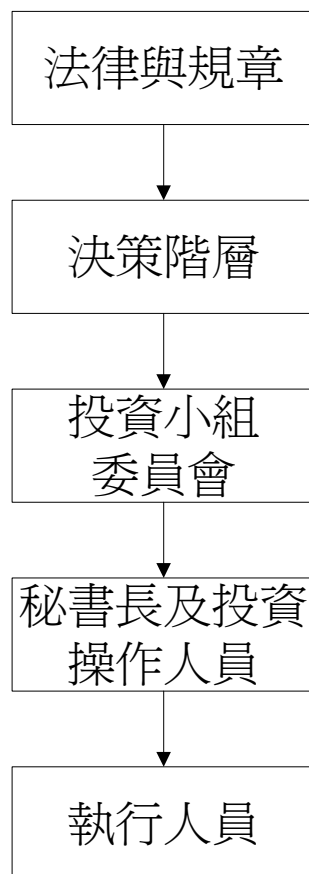 法律與規章
決策階層
投資小組
委員會
秘書長及投資
操作人員
執行人員